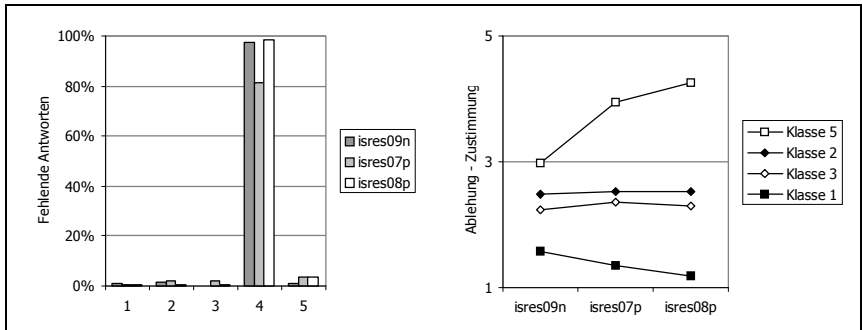 100%
80%
60%
40%
20%
0%
Fehlende Antworten
1 2 3 4 5
isres09n
isres07p
isres08p
5
3
1
Ablehung - Zustimmung
isres09n isres07p isres08p
Klasse 5
Klasse 2
Klasse 3
Klasse 1